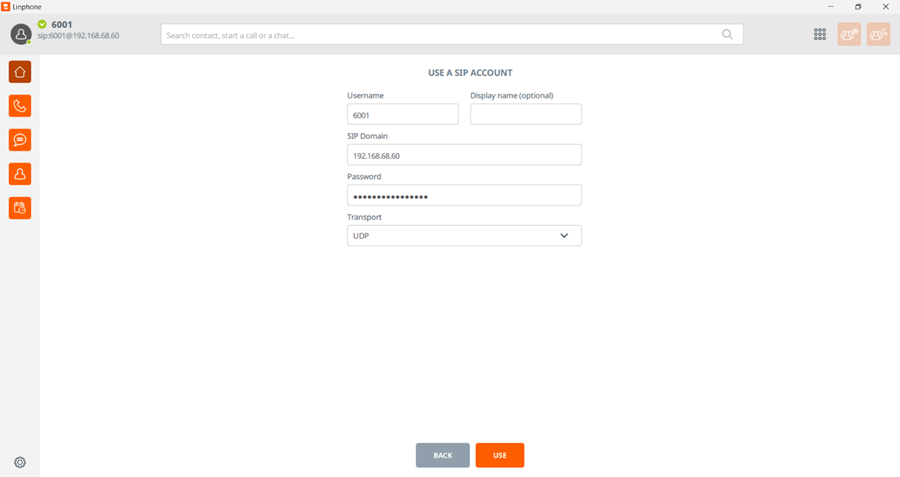 Linphone
6001
sip:6001@192.168.68.60
Search contact, start a call or a chat...
USE A SIP ACCOUNT
Username
Display name (optional)
6001
SIP Domain
192.168.68.60
Password
••••••••••••••••
Transport
UDP
BACK
USE